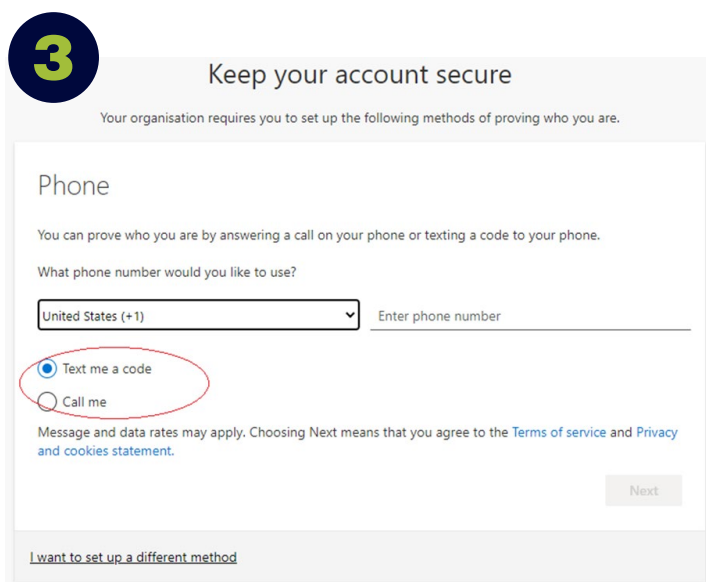 3
Keep your account secure
Your organisation requires you to set up the following methods of proving who you are.
Phone
You can prove who you are by answering a call on your phone or texting a code to your phone.
What phone number would you like to use?
United States (+1)
Enter phone number
Text me a code
Call me
Message and data rates may apply. Choosing Next means that you agree to the Terms of service and Privacy
and cookies statement.
Next
I want to set up a different method